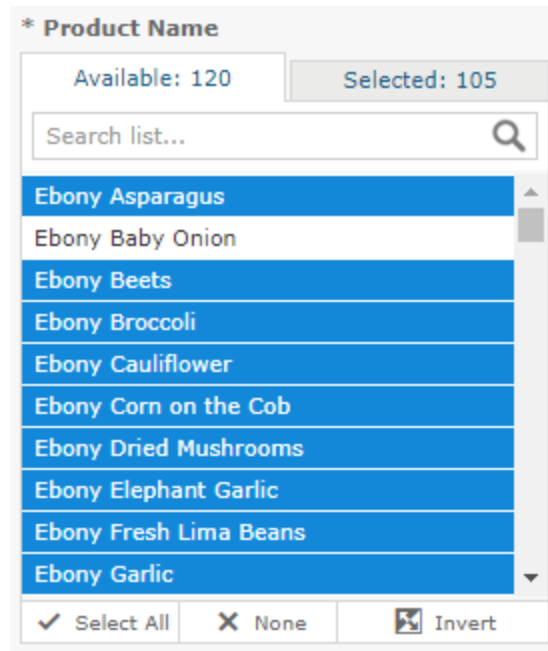 * Product Name
Available: 120 Selected: 105
Search list...
Ebony Asparagus
Ebony Baby Onion
Ebony Beets
Ebony Broccoli
Ebony Cauliflower
Ebony Corn on the Cob
Ebony Dried Mushrooms
Ebony Elephant Garlic
Ebony Fresh Lima Beans
Ebony Garlic
Select All None Invert